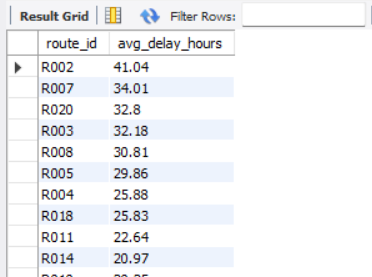 Result Grid Filter Rows:
route_id avg_delay_hours
R002 41.04
R007 34.01
R020 32.8
R003 32.18
R008 30.81
R005 29.86
R004 25.88
R018 25.83
R011 22.64
R014 20.97